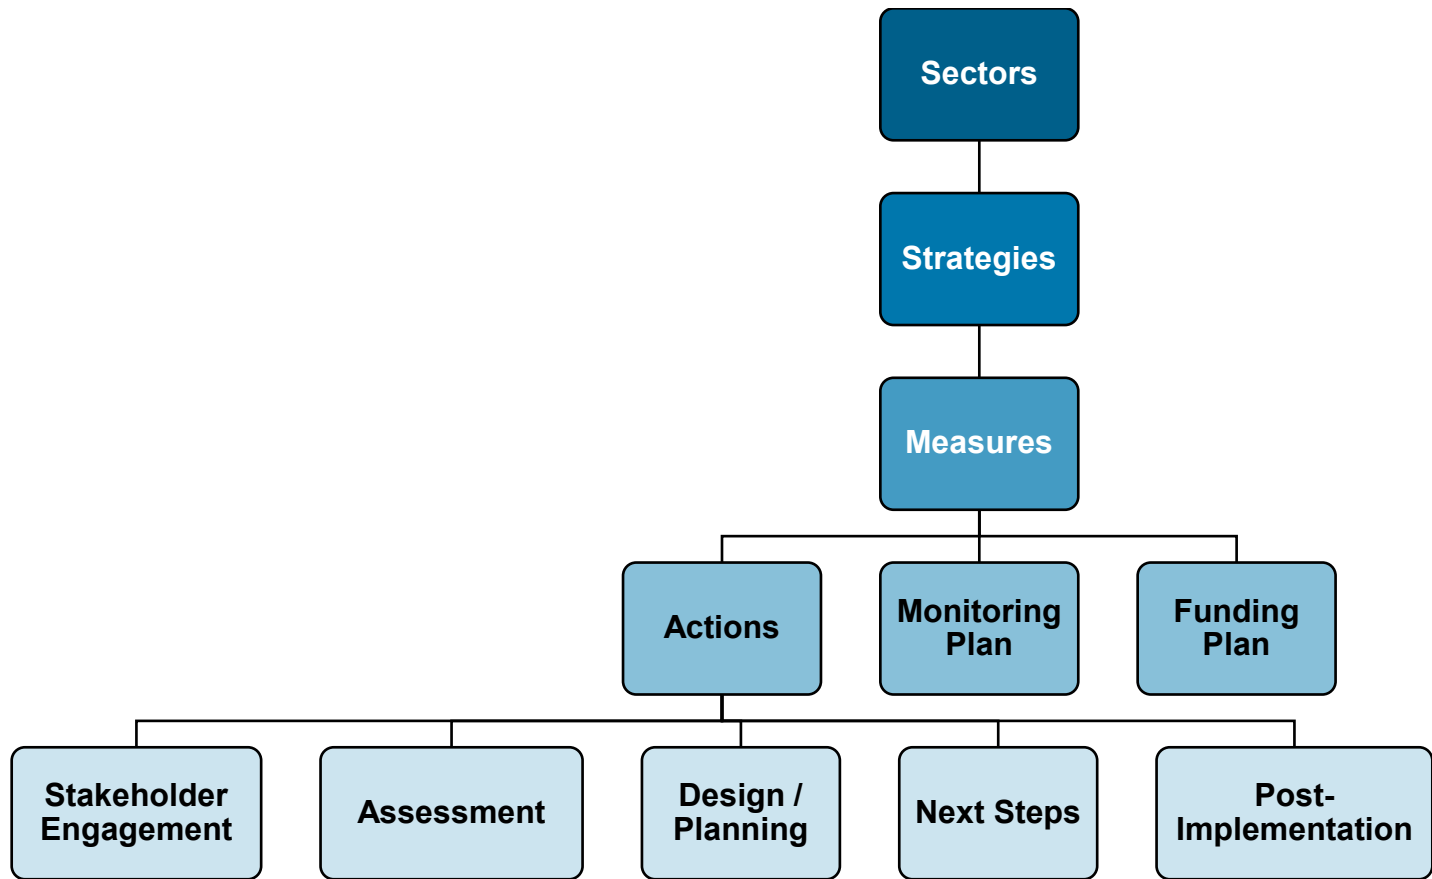 Sectors
Strategies
Measures
Actions
Monitoring
Plan
Funding
Plan
Stakeholder
Engagement
Assessment
Design /
Planning
Next Steps
Post-
Implementation